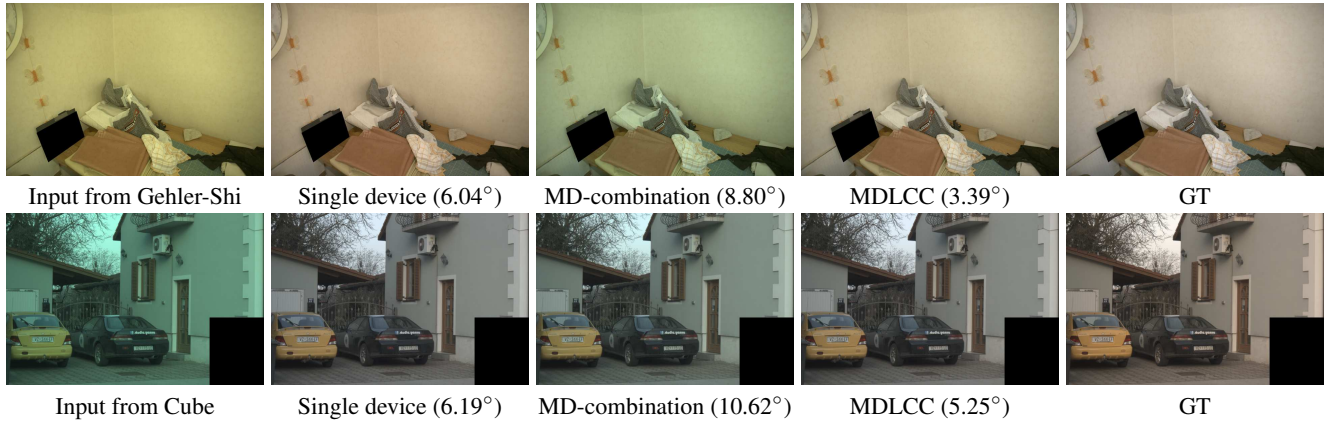 Input from Gehler-Shi
Single device (6.04°)
MD-combination (8.80°)
MDLCC (3.39°)
GT
Input from Cube
Single device (6.19°)
MD-combination (10.62°)
MDLCC (5.25°)
GT